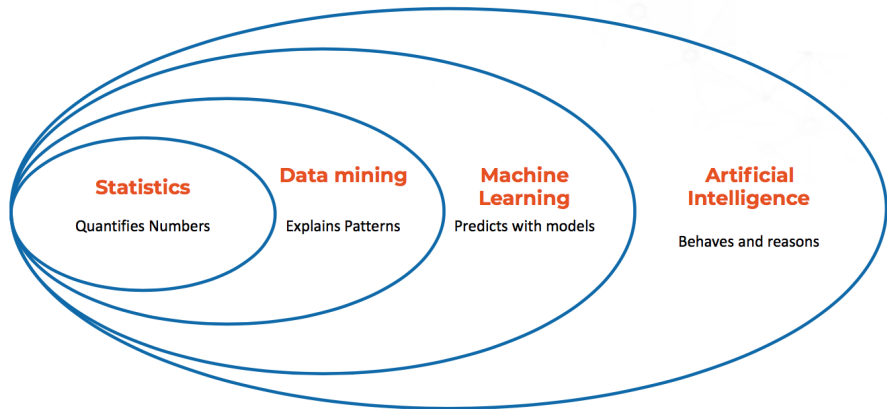 Statistics
Quantifies Numbers
Data mining
Explains Patterns
Machine
Learning
Predicts with models
Artificial
Intelligence
Behaves and reasons